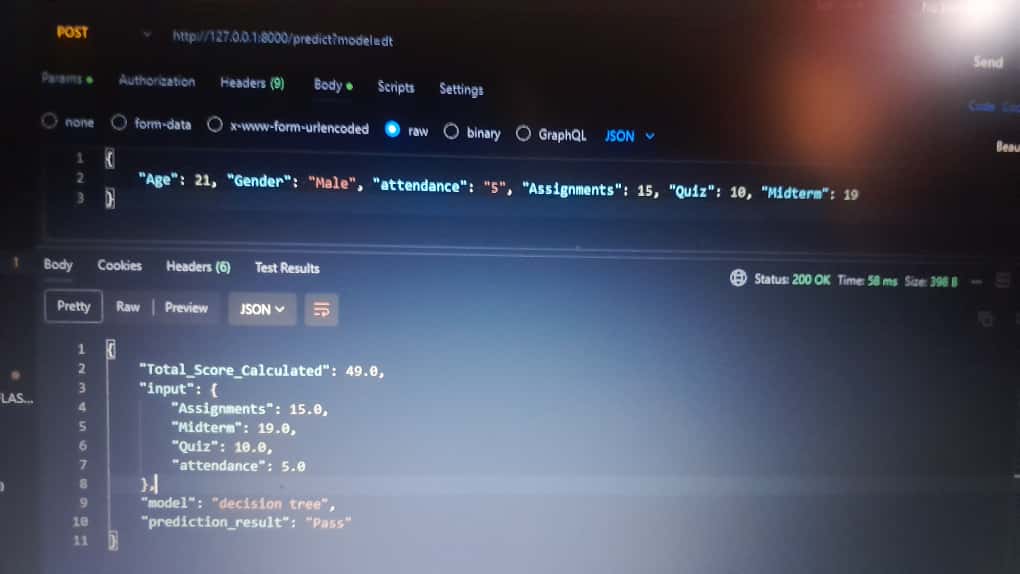 POST http://127.0.0.1:8000/predict?model=dt
Send
Params Authorization Headers (9) Body Scripts Settings
Code
none form-data x-www-form-urlencoded raw binary GraphQL JSON
Beau
1 {
2 "Age": 21, "Gender": "Male", "attendance": "5", "Assignments": 15, "Quiz": 10, "Midterm": 19
3 }
1
Body Cookies Headers (6) Test Results Status: 200 OK Time: 58 ms Size: 398 B
Pretty Raw Preview JSON
1 {
2 "Total_Score_Calculated": 49.0,
3 "input": {
LAS...
4 "Assignments": 15.0,
5 "Midterm": 19.0,
6 "Quiz": 10.0,
7 "attendance": 5.0
8 },
9 "model": "decision tree",
10 "prediction_result": "Pass"
11 }